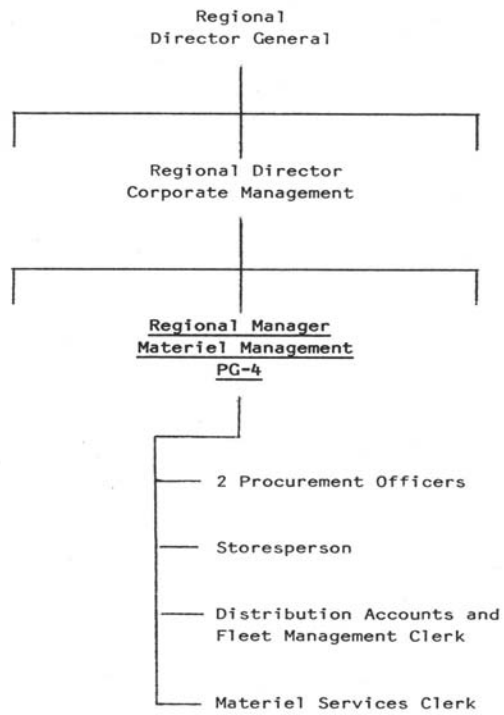 Regional
Director General
Regional Director
Corporate Management
Regional Manager
Materiel Management
PG-4
2 Procurement Officers
Storesperson
Distribution Accounts and
Fleet Management Clerk
Materiel Services Clerk